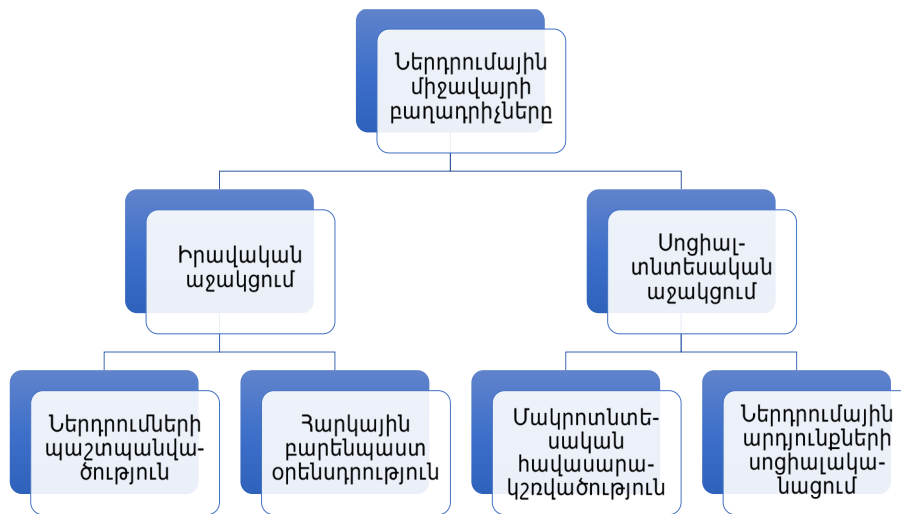 Ներդրումային
միջավայրի
բաղադրիչները
Իրավական
աջակցում
Սոցիալ-
տնտեսական
աջակցում
Ներդրումների
պաշտպանվա-
ծություն
Հարկային
բարենպաստ
օրենսդրություն
Մակրոտնտե-
սական
հավասարա-
կշռվածություն
Ներդրումային
արդյունքների
սոցիալակա-
նացում